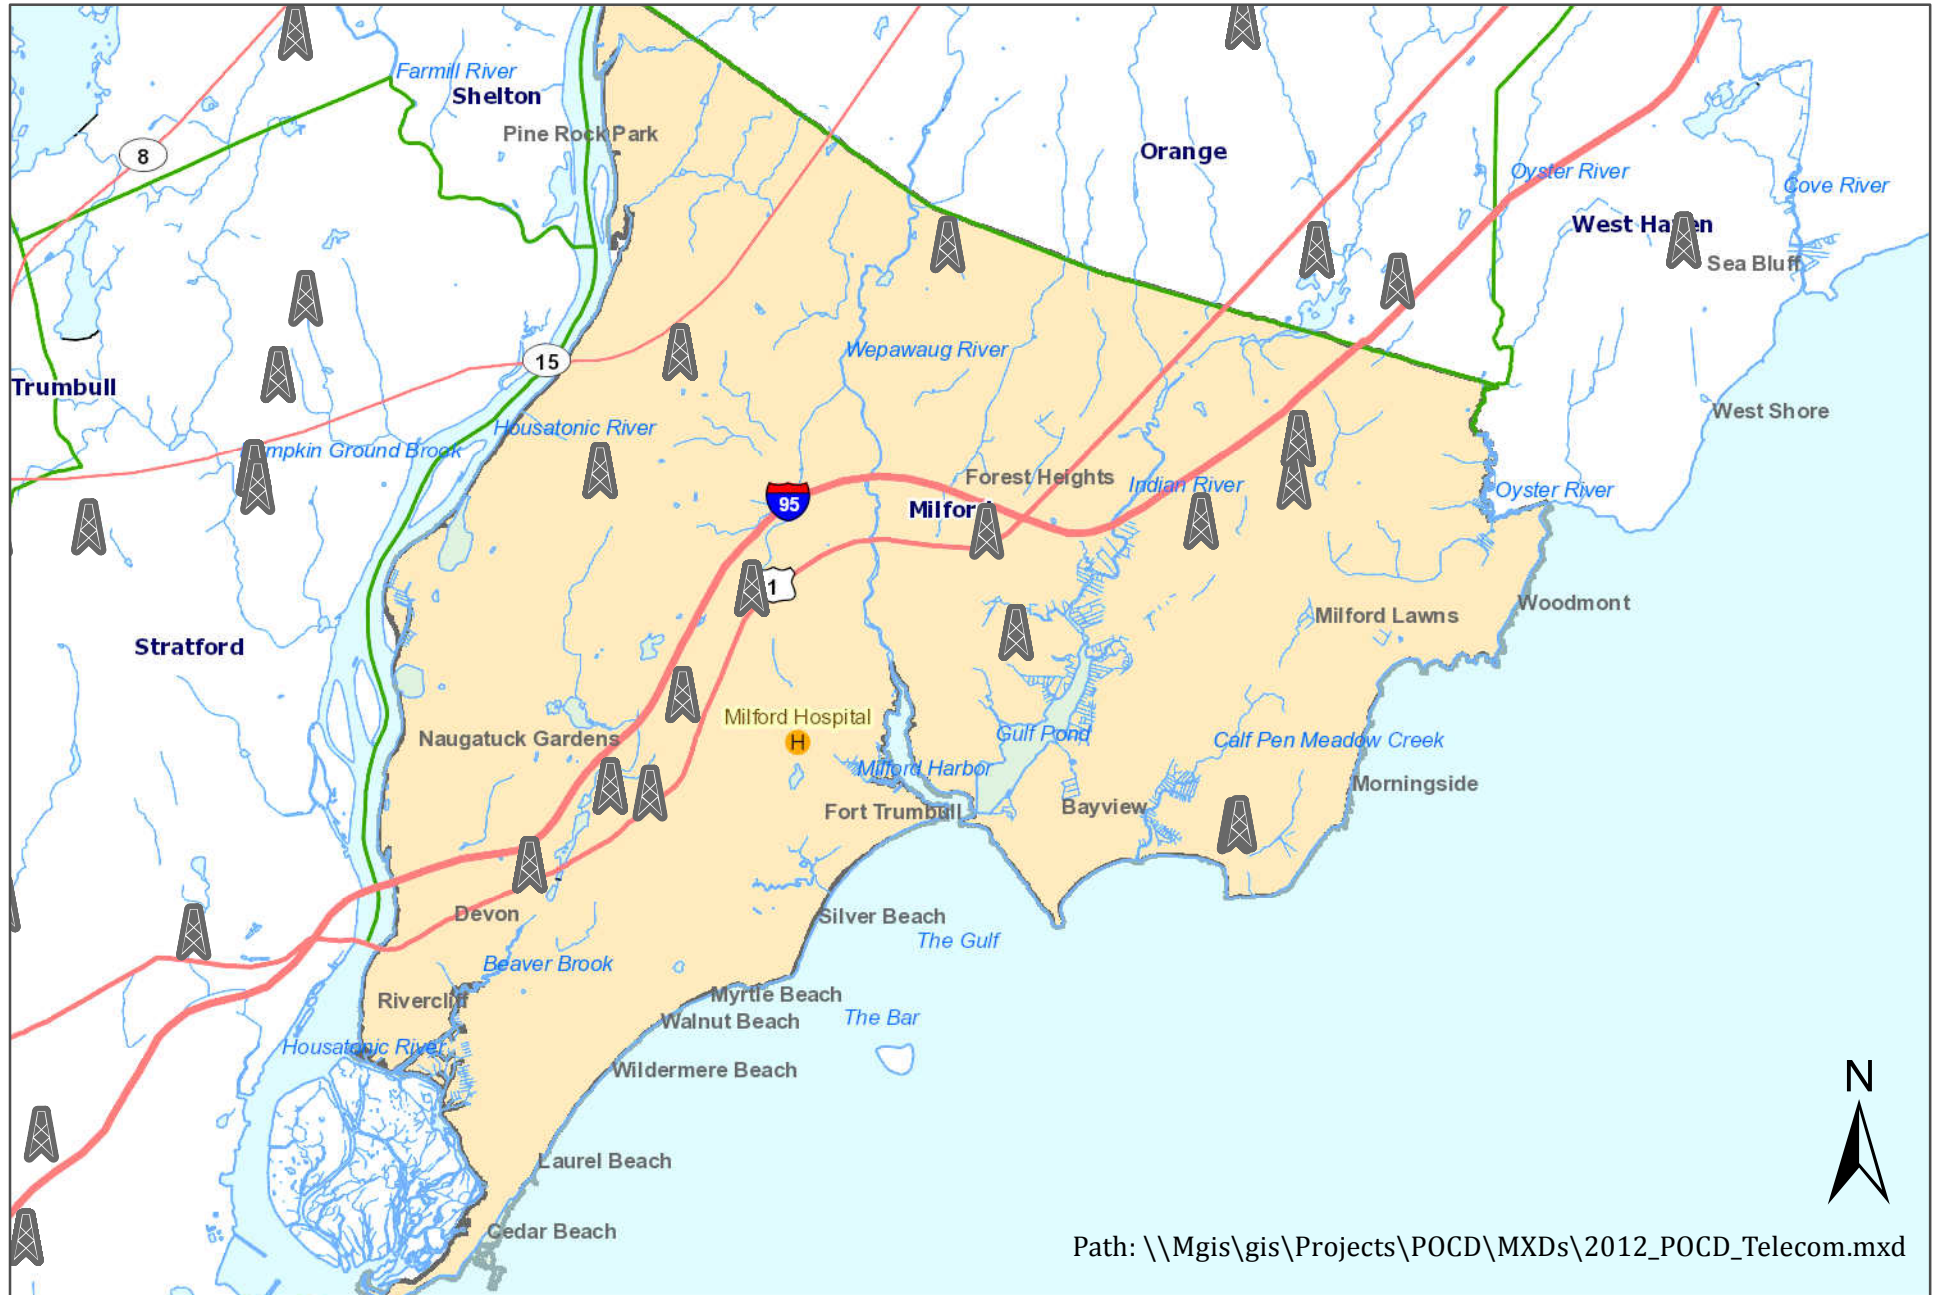 Farmill River
Shelton
Pine Rock Park
8
Orange
Oyster River
Cove River
West Haven
Sea Bluff
Wepawaug River
15
Trumbull
West Shore
Housatonic River
mpkin Ground Brook
Forest Heights
Indian River
Oyster River
95
Milfor
1
Woodmont
Milford Lawns
Stratford
Milford Hospital
H
Naugatuck Gardens
Gulf Pond
Calf Pen Meadow Creek
Milford Harbor
Morningside
Fort Trumbull
Bayview
Devon
Silver Beach
The Gulf
Beaver Brook
Myrtle Beach
Rivercliff
Walnut Beach
The Bar
Housatonic River
Wildermere Beach
N
Laurel Beach
Cedar Beach
Path: \\Mgis\gis\Projects\POCD\MXDs\2012_POCD_Telecom.mxd